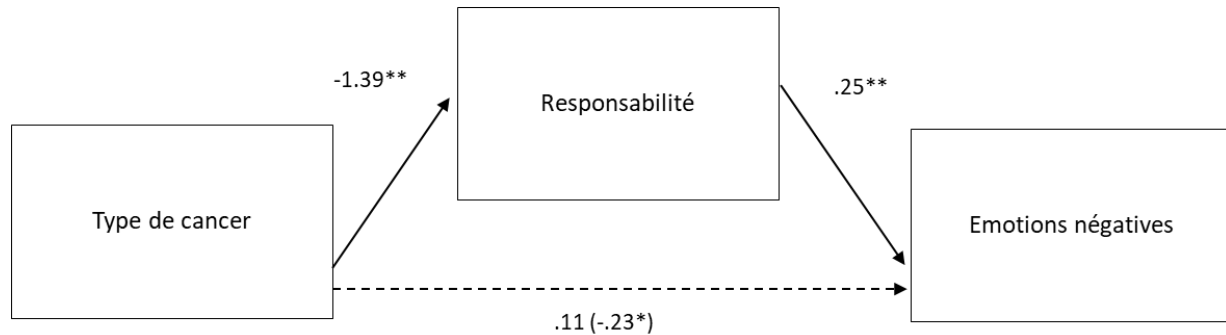 -1.39**
Responsabilité
.25**
Type de cancer
Emotions négatives
.11 (-.23*)